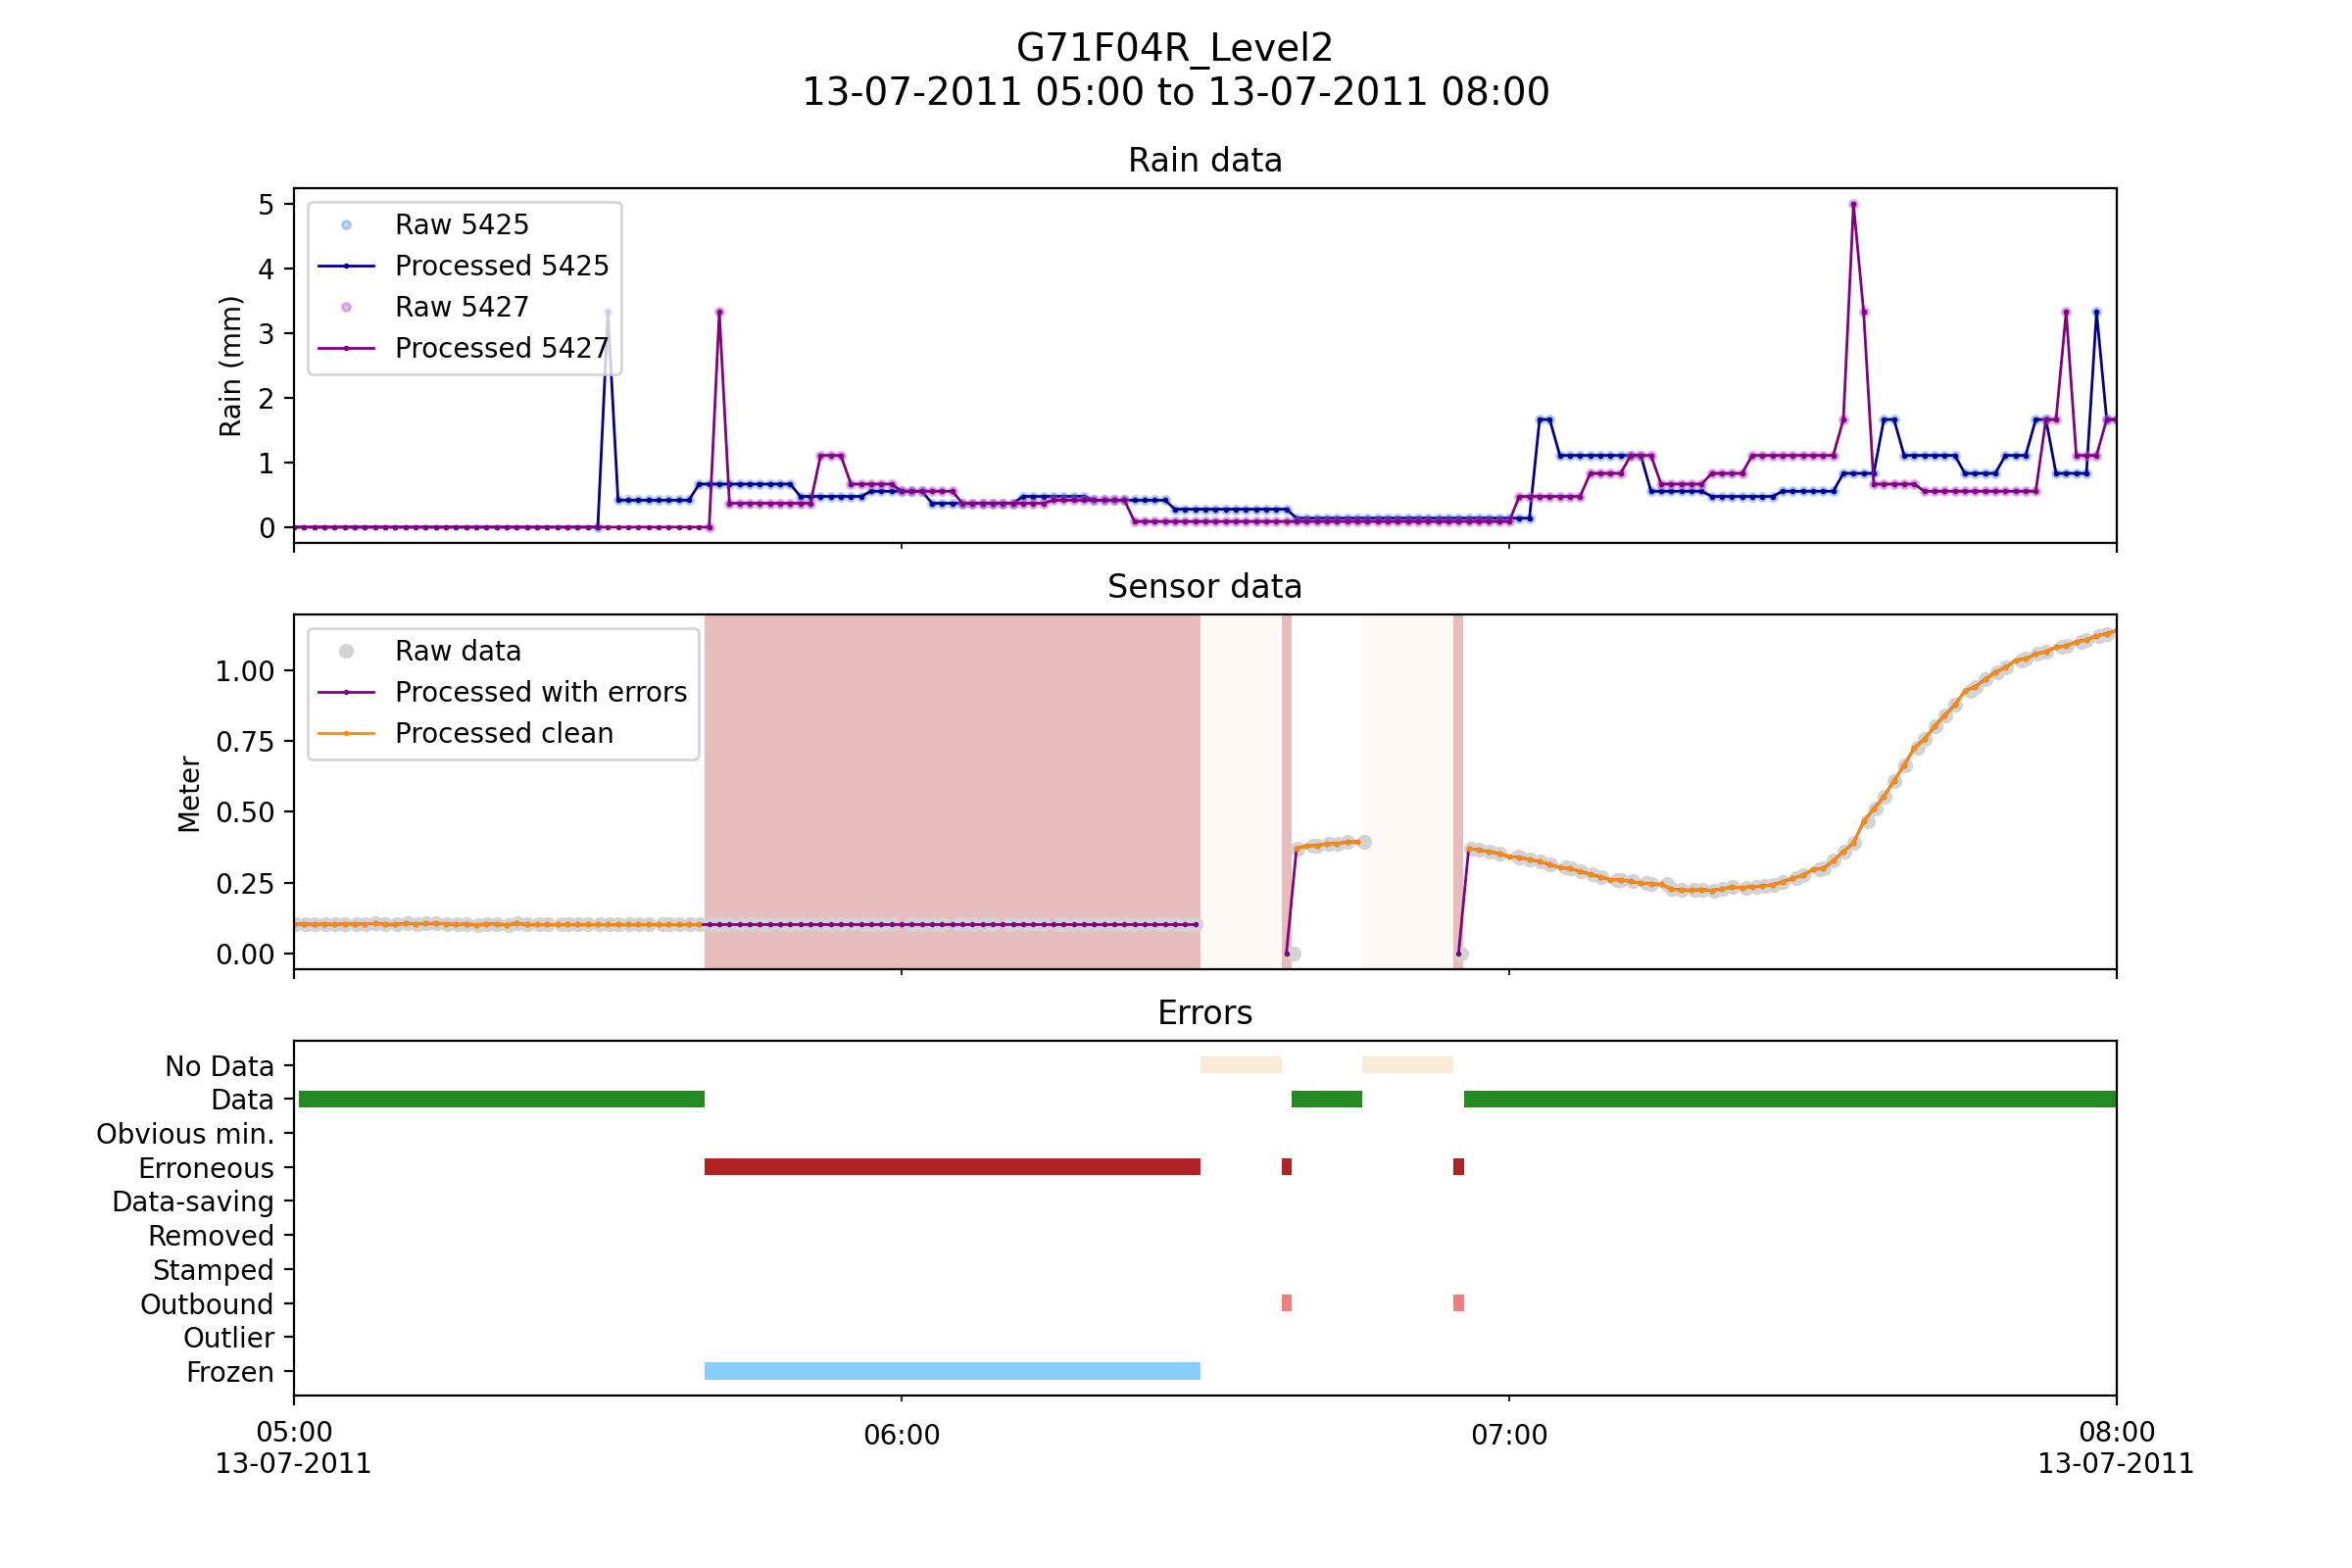 G71F04R_Level2
13-07-2011 05:00 to 13-07-2011 08:00
Rain data
Rain (mm)
5
4
3
2
1
0
Raw 5425
Processed 5425
Raw 5427
Processed 5427
Sensor data
Meter
1.00
0.75
0.50
0.25
0.00
Raw data
Processed with errors
Processed clean
Errors
No Data
Data
Obvious min.
Erroneous
Data-saving
Removed
Stamped
Outbound
Outlier
Frozen
05:00
13-07-2011
06:00
07:00
08:00
13-07-2011